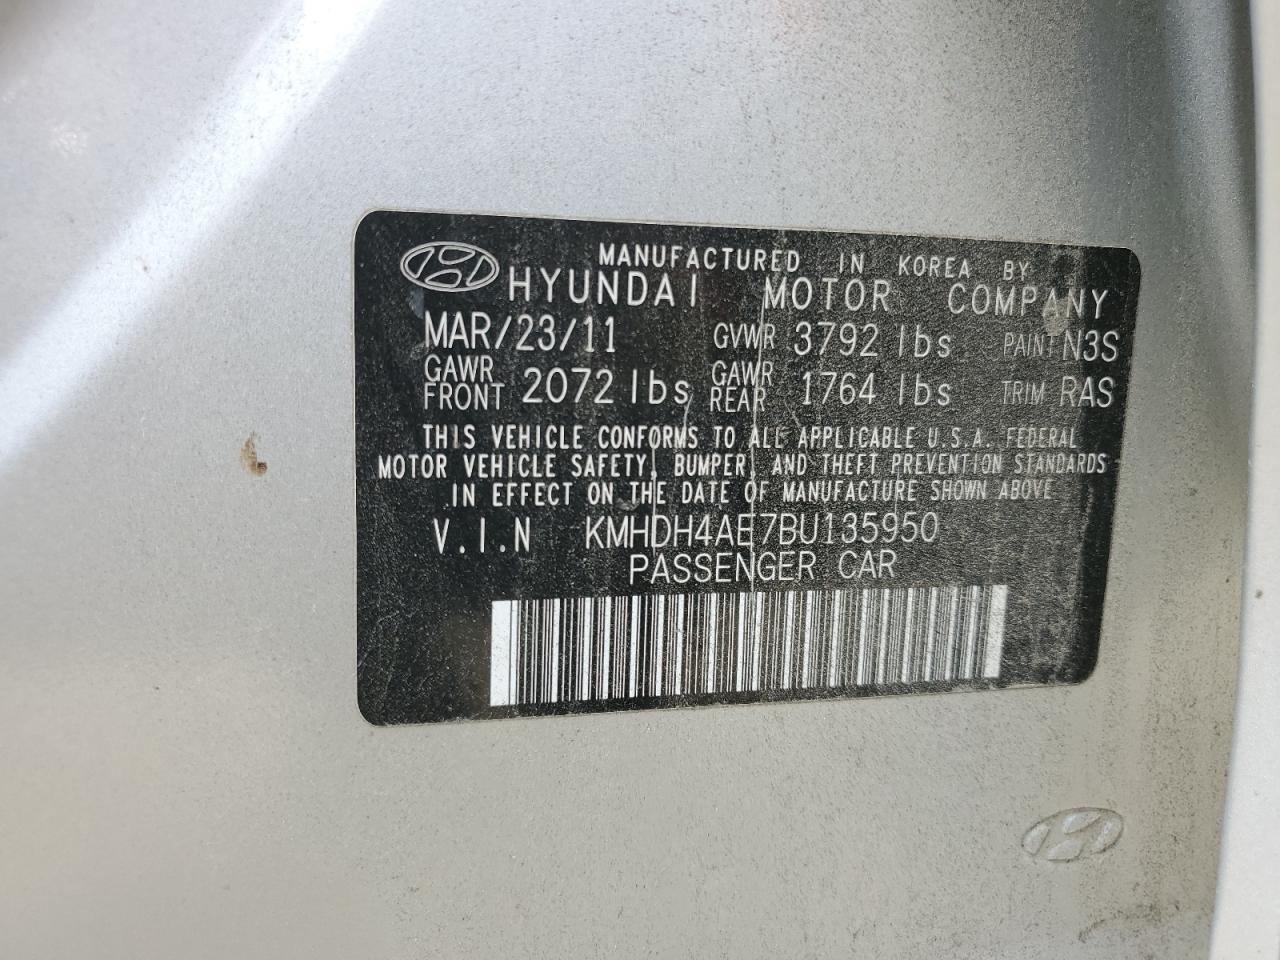 MANUFACTURED IN KOREA BY
HYUNDAI MOTOR COMPANY
MAR/23/11 GVWR 3792 lbs PAINT N3S
GAWR FRONT 2072 lbs GAWR REAR 1764 lbs TRIM RAS
THIS VEHICLE CONFORMS TO ALL APPLICABLE U.S.A. FEDERAL
MOTOR VEHICLE SAFETY, BUMPER, AND THEFT PREVENTION STANDARDS
IN EFFECT ON THE DATE OF MANUFACTURE SHOWN ABOVE
V.I.N KMHDH4AE7BU135950
PASSENGER CAR